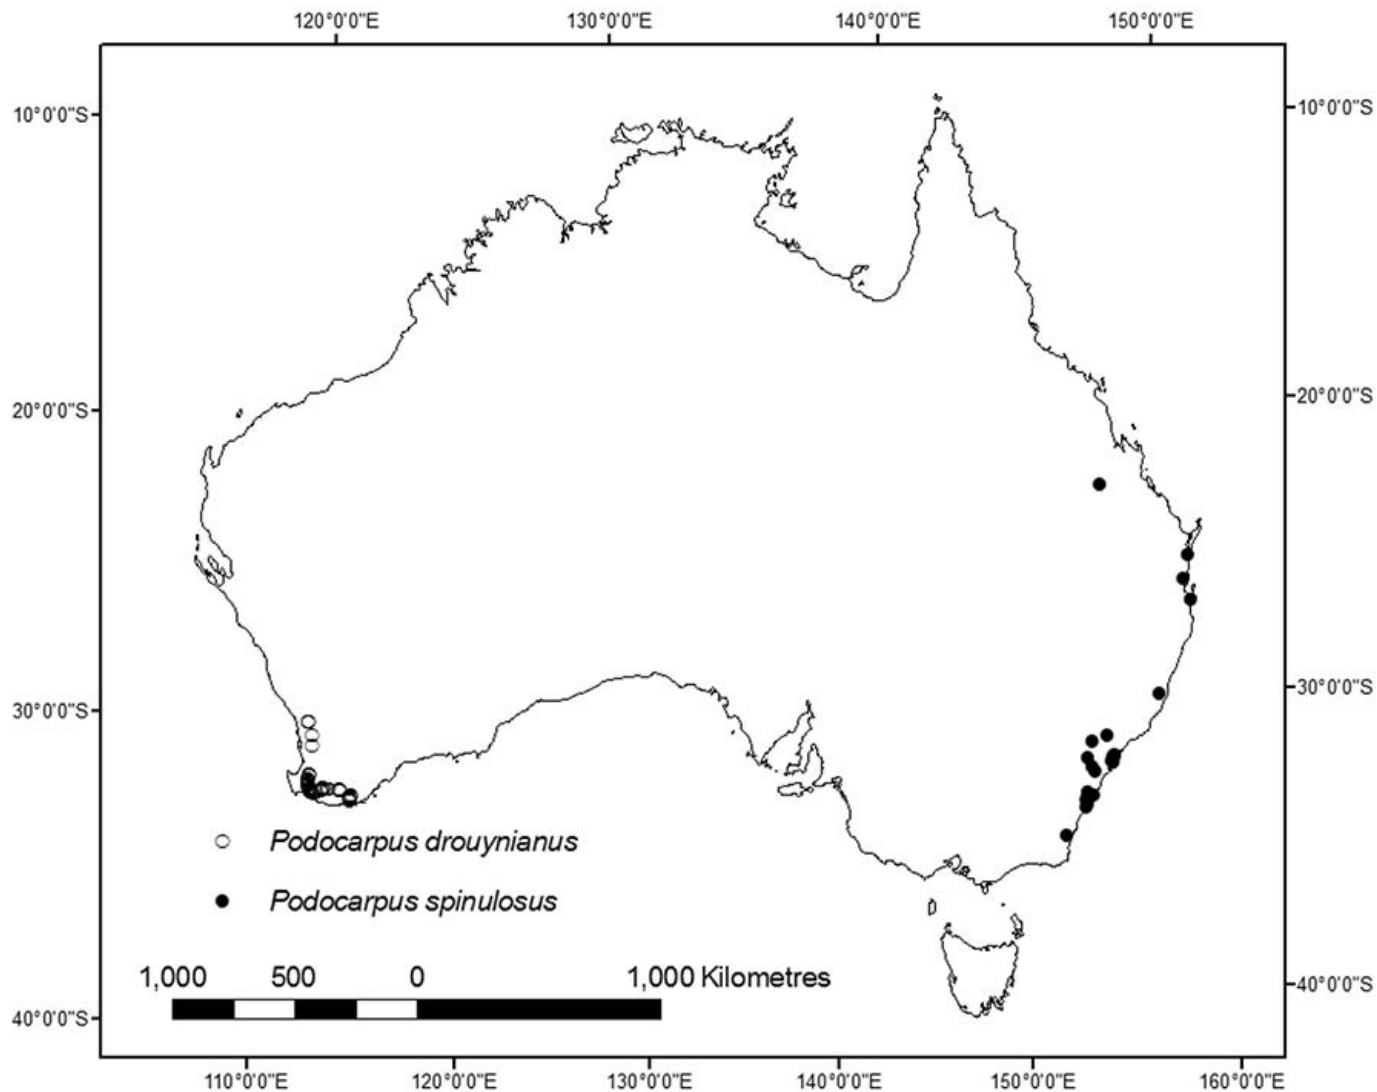 120°0'0"E 130°0'0"E 140°0'0"E 150°0'0"E
10°0'0"S 10°0'0"S
20°0'0"S 20°0'0"S
30°0'0"S 30°0'0"S
Podocarpus drouynianus
Podocarpus spinulosus
1,000 500 0 1,000 Kilometres
40°0'0"S 40°0'0"S
110°0'0"E 120°0'0"E 130°0'0"E 140°0'0"E 150°0'0"E 160°0'0"E